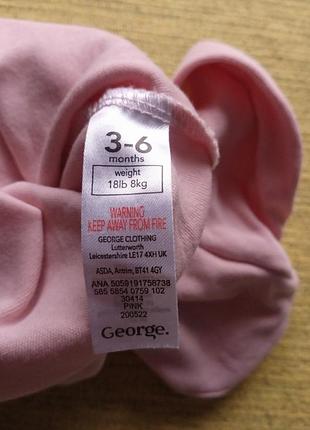 3-6
months
weight
18lb 8kg
WARNING
KEEP AWAY FROM FIRE
GEORGE CLOTHING
Lutterworth
Leicestershire LE17 4XH UK
ASDA, Antrim, BT41 4GY
ANA 5059191758738
565 5854 0759 102
30414
PINK
200522
George.